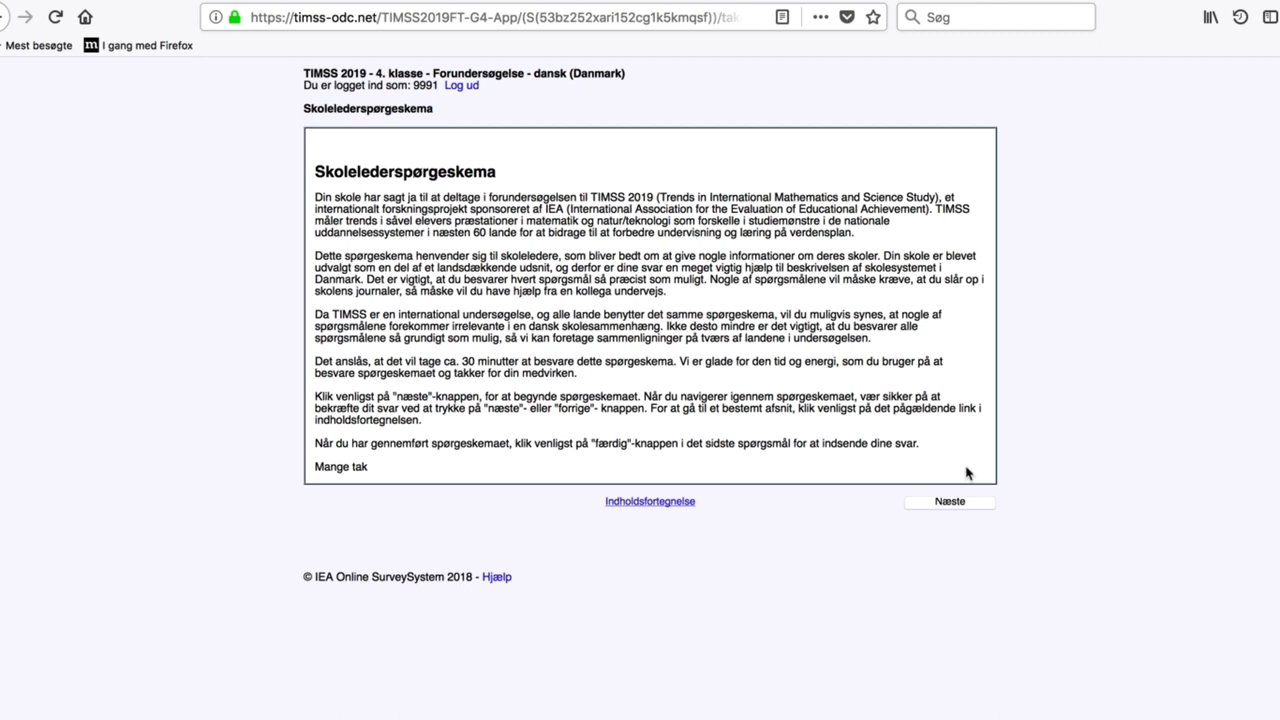 https://timss-odc.net/TIMSS2019FT-G4-App/(S(53bz252xari152cg1k5kmqsf))/tak
Søg
Mest besøgte
m I gang med Firefox
TIMSS 2019 - 4. klasse - Forundersøgelse - dansk (Danmark)
Du er logget ind som: 9991 Log ud
Skolelederspørgeskema
Skolelederspørgeskema
Din skole har sagt ja til at deltage i forundersøgelsen til TIMSS 2019 (Trends in International Mathematics and Science Study), et
internationalt forskningsprojekt sponsoreret af IEA (International Association for the Evaluation of Educational Achievement). TIMSS
måler trends i såvel elevers præstationer i matematik og natur/teknologi som forskelle i studiemønstre i de nationale
uddannelsessystemer i næsten 60 lande for at bidrage til at forbedre undervisning og læring på verdensplan.
Dette spørgeskema henvender sig til skoleledere, som bliver bedt om at give nogle informationer om deres skoler. Din skole er blevet
udvalgt som en del af et landsdækkende udsnit, og derfor er dine svar en meget vigtig hjælp til beskrivelsen af skolesystemet i
Danmark. Det er vigtigt, at du besvarer hvert spørgsmål så præcist som muligt. Nogle af spørgsmålene vil måske kræve, at du slår op i
skolens journaler, så måske vil du have hjælp fra en kollega undervejs.
Da TIMSS er en international undersøgelse, og alle lande benytter det samme spørgeskema, vil du muligvis synes, at nogle af
spørgsmålene forekommer irrelevante i en dansk skolesammenhæng. Ikke desto mindre er det vigtigt, at du besvarer alle
spørgsmålene så grundigt som mulig, så vi kan foretage sammenligninger på tværs af landene i undersøgelsen.
Det anslås, at det vil tage ca. 30 minutter at besvare dette spørgeskema. Vi er glade for den tid og energi, som du bruger på at
besvare spørgeskemaet og takker for din medvirken.
Klik venligst på "næste"-knappen, for at begynde spørgeskemaet. Når du navigerer igennem spørgeskemaet, vær sikker på at
bekræfte dit svar ved at trykke på "næste"- eller "forrige"- knappen. For at gå til et bestemt afsnit, klik venligst på det pågældende link i
indholdsfortegnelsen.
Når du har gennemført spørgeskemaet, klik venligst på "færdig"-knappen i det sidste spørgsmål for at indsende dine svar.
Mange tak
Indholdsfortegnelse
Næste
© IEA Online SurveySystem 2018 - Hjælp